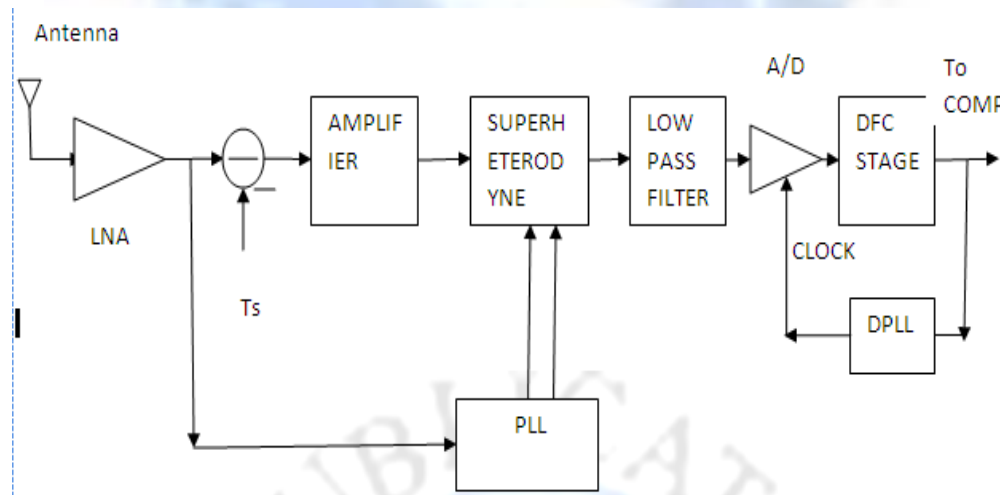 Antenna
A/D
To
COMP
AMPLIF
IER
SUPERH
ETEROD
YNE
LOW
PASS
FILTER
DFC
STAGE
LNA
CLOCK
Ts
DPLL
PLL